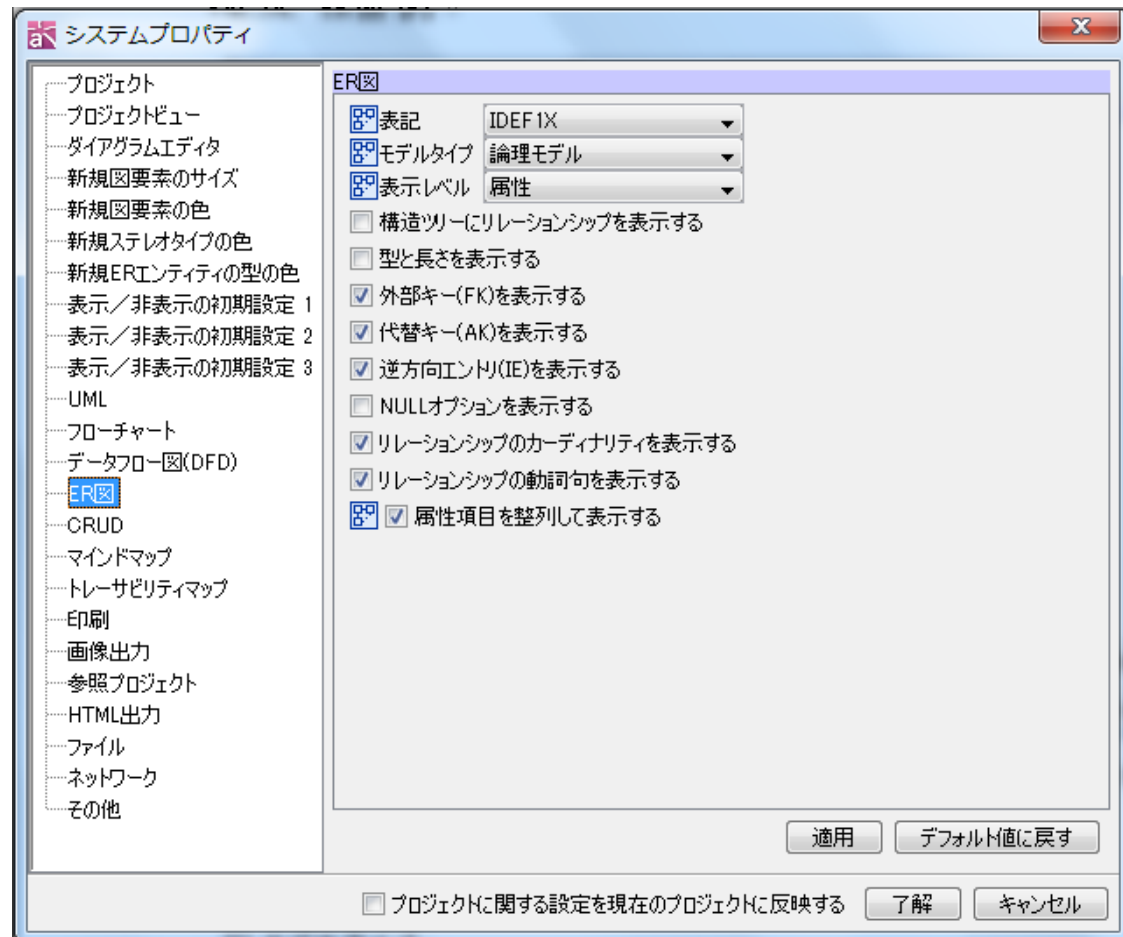 システムプロパティ
プロジェクト
プロジェクトビュー
ダイアグラムエディタ
新規図要素のサイズ
新規図要素の色
新規ステレオタイプの色
新規ERエンティティの型の色
表示／非表示の初期設定 1
表示／非表示の初期設定 2
表示／非表示の初期設定 3
UML
フローチャート
データフロー図(DFD)
ER図
CRUD
マインドマップ
トレーサビリティマップ
印刷
画像出力
参照プロジェクト
HTML出力
ファイル
ネットワーク
その他
ER図
表記 IDEF1X
モデルタイプ 論理モデル
表示レベル 属性
構造ツリーにリレーションシップを表示する
型と長さを表示する
外部キー(FK)を表示する
代替キー(AK)を表示する
逆方向エントリ(IE)を表示する
NULLオプションを表示する
リレーションシップのカーディナリティを表示する
リレーションシップの動詞句を表示する
属性項目を整列して表示する
適用 デフォルト値に戻す
プロジェクトに関する設定を現在のプロジェクトに反映する 了解 キャンセル